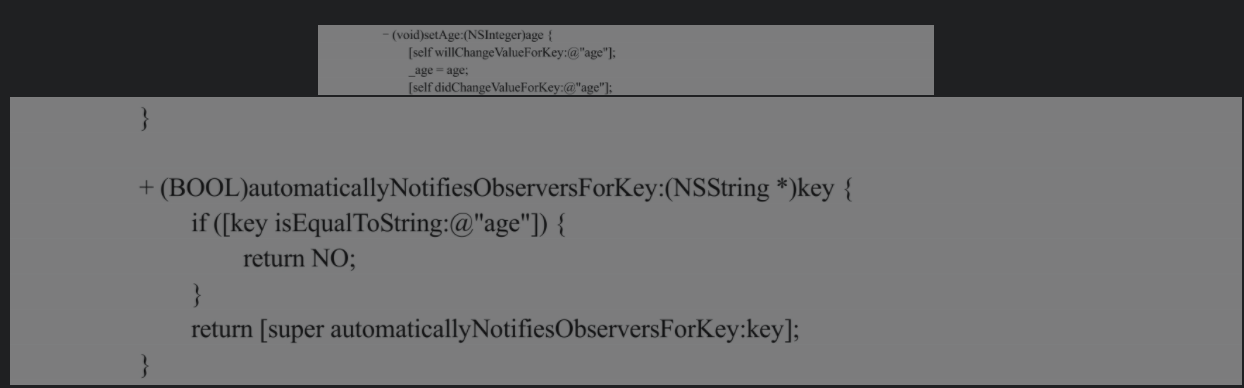 - (void)setAge:(NSInteger)age {
[self willChangeValueForKey:@"age"];
_age = age;
[self didChangeValueForKey:@"age"];
}
+ (BOOL)automaticallyNotifiesObserversForKey:(NSString *)key {
if ([key isEqualToString:@"age"]) {
return NO;
}
return [super automaticallyNotifiesObserversForKey:key];
}